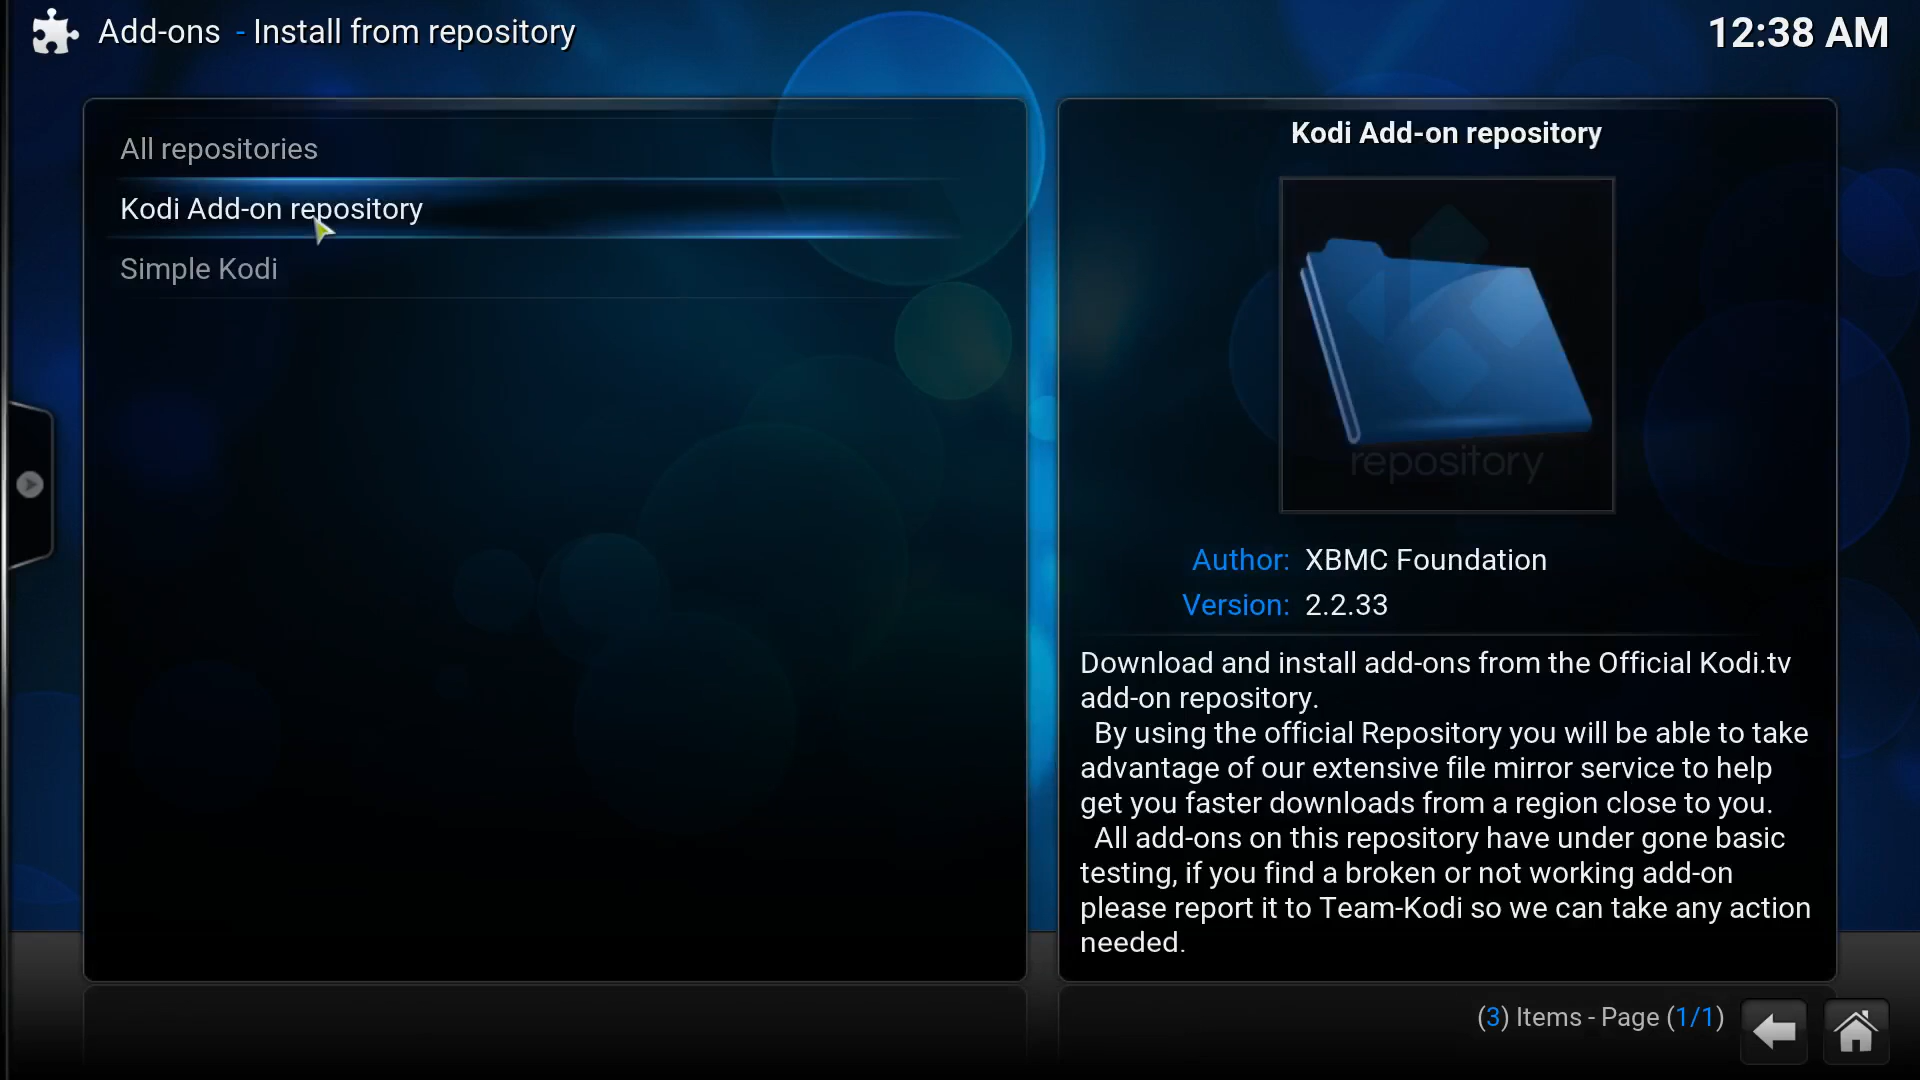 Add-ons - Install from repository
12:38 AM
All repositories
Kodi Add-on repository
Simple Kodi
Kodi Add-on repository
repository
Author: XBMC Foundation
Version: 2.2.33
Download and install add-ons from the Official Kodi.tv
add-on repository.
By using the official Repository you will be able to take
advantage of our extensive file mirror service to help
get you faster downloads from a region close to you.
All add-ons on this repository have under gone basic
testing, if you find a broken or not working add-on
please report it to Team-Kodi so we can take any action
needed.
(3) Items - Page (1/1)